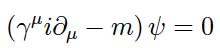 (γ^μ i∂_μ − m) ψ = 0